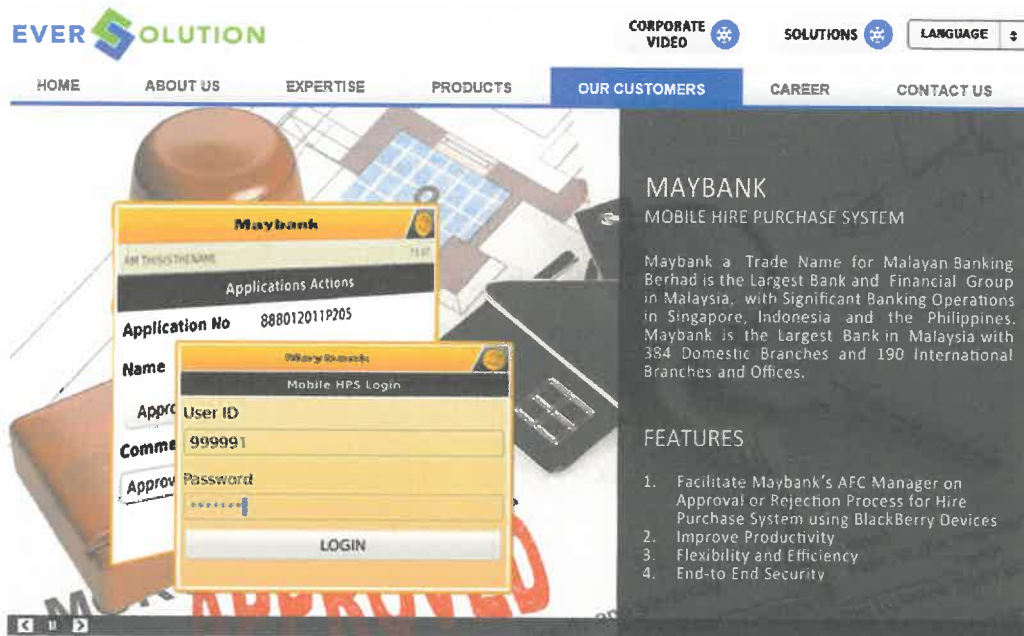 EVER SOLUTION
CORPORATE
VIDEO
SOLUTIONS
LANGUAGE
HOME ABOUT US EXPERTISE PRODUCTS OUR CUSTOMERS CAREER CONTACT US
Maybank
Applications Actions
Application No 888012011P205
Name
Appro
Comme
Approv
Maybank
Mobile HPS Login
User ID
999991
Password
*******
LOGIN
APPROVED
MAYBANK
MOBILE HIRE PURCHASE SYSTEM
Maybank a Trade Name for Malayan Banking
Berhad is the Largest Bank and Financial Group
in Malaysia, with Significant Banking Operations
in Singapore, Indonesia and the Philippines.
Maybank is the Largest Bank in Malaysia with
384 Domestic Branches and 190 International
Branches and Offices.
FEATURES
1. Facilitate Maybank's AFC Manager on
Approval or Rejection Process for Hire
Purchase System using BlackBerry Devices
2. Improve Productivity
3. Flexibility and Efficiency
4. End-to End Security